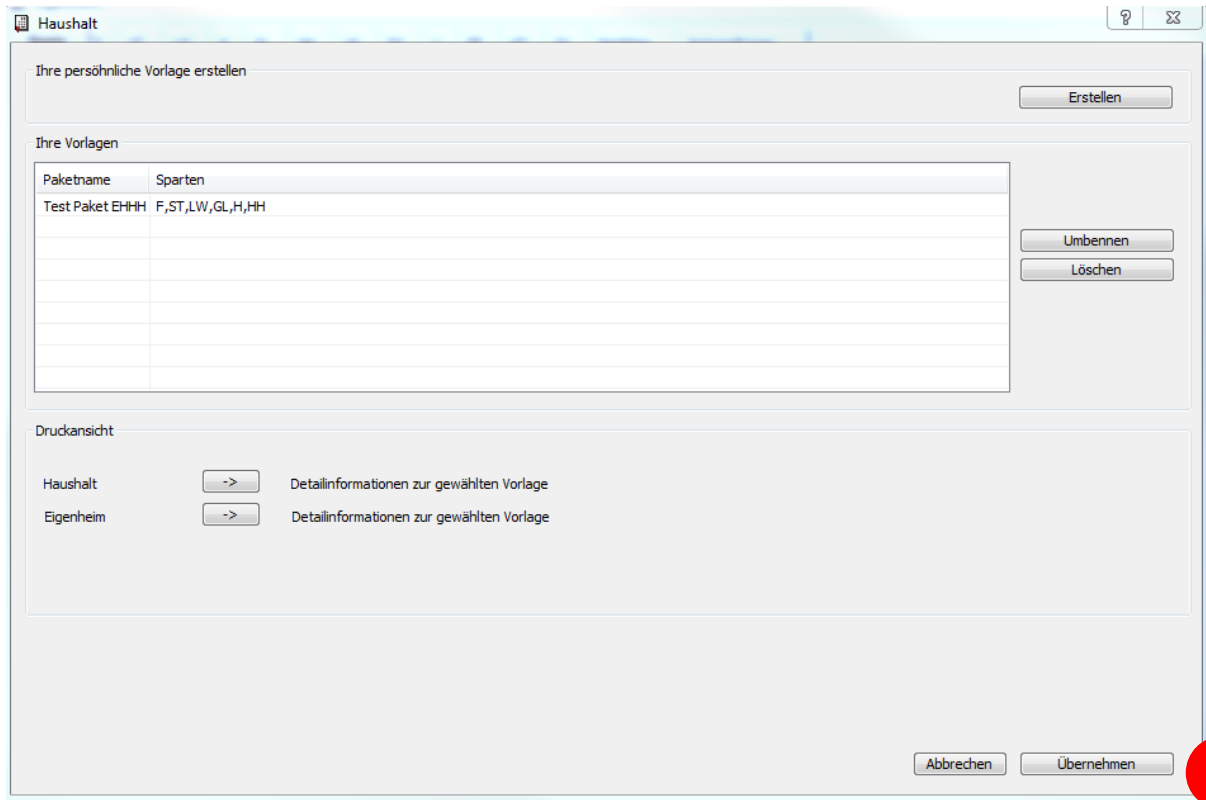 Haushalt
Ihre persöhnliche Vorlage erstellen
Erstellen
Ihre Vorlagen
Paketname Sparten
Test Paket EHHH F,ST,LW,GL,H,HH
Umbennen
Löschen
Druckansicht
Haushalt -> Detailinformationen zur gewählten Vorlage
Eigenheim -> Detailinformationen zur gewählten Vorlage
Abbrechen Übernehmen